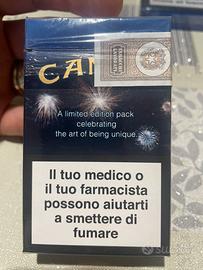 CAM
A limited edition pack
celebrating
the art of being unique.
Il tuo medico o
il tuo farmacista
possono aiutarti
a smettere di
fumare